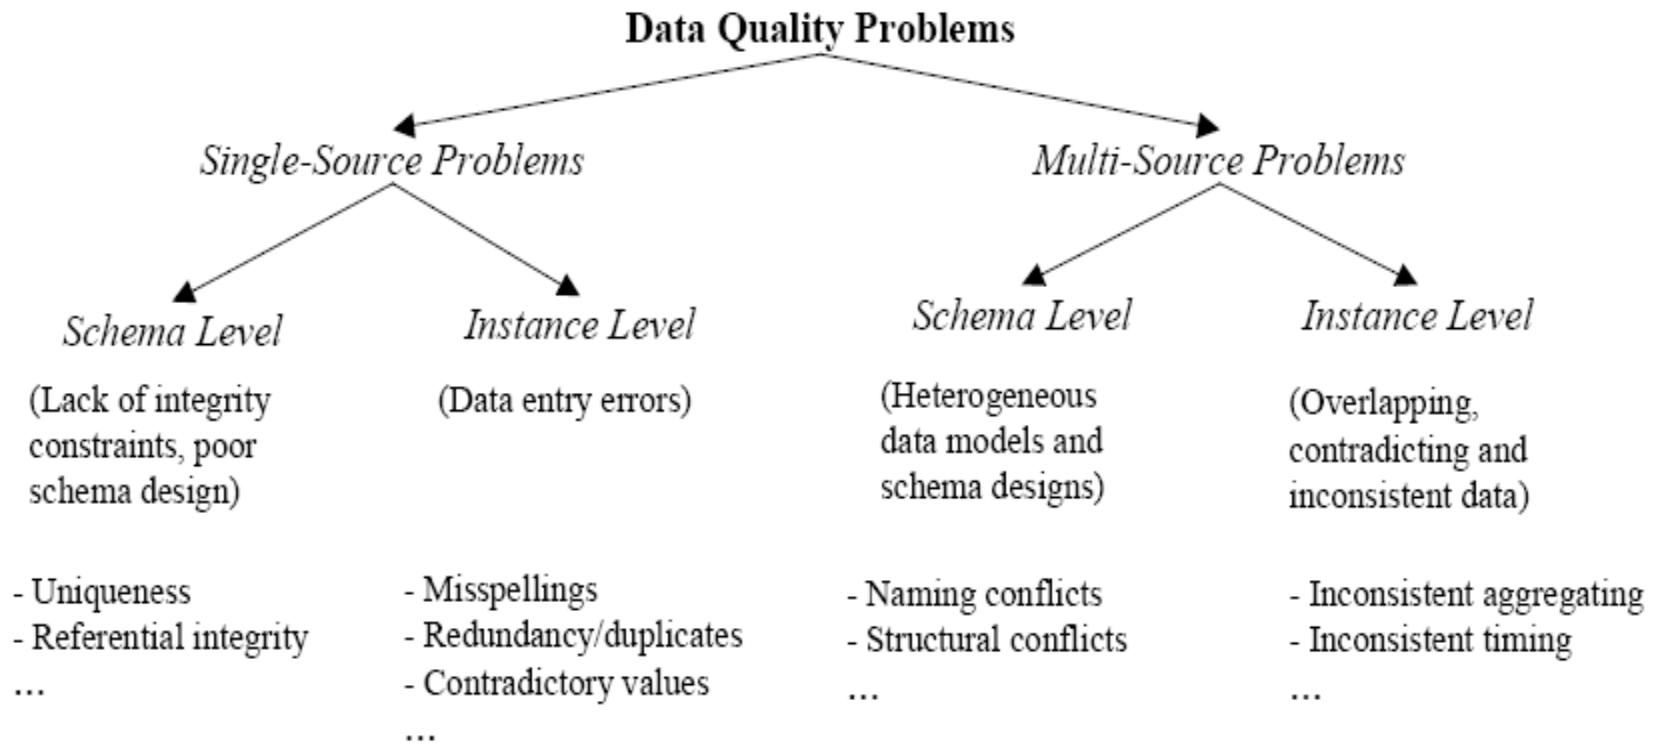 Data Quality Problems
Single-Source Problems
Multi-Source Problems
Schema Level
Instance Level
Schema Level
Instance Level
(Lack of integrity
constraints, poor
schema design)
(Data entry errors)
(Heterogeneous
data models and
schema designs)
(Overlapping,
contradicting and
inconsistent data)
- Uniqueness
- Referential integrity
...
- Misspellings
- Redundancy/duplicates
- Contradictory values
...
- Naming conflicts
- Structural conflicts
...
- Inconsistent aggregating
- Inconsistent timing
...